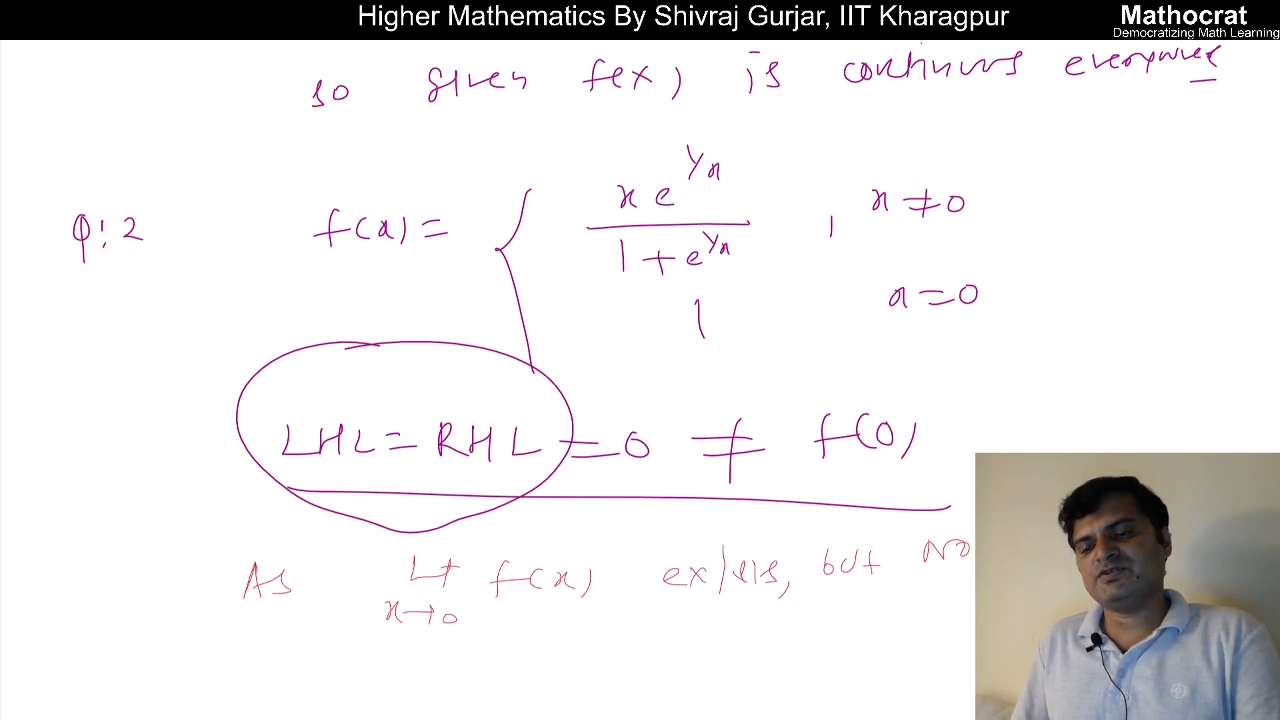 Higher Mathematics By Shivraj Gurjar, IIT Kharagpur
Mathocrat
Democratizing Math Learning
so given f(x) is continuous everywhere
Q:2 f(x) = { x e^{1/x} / 1 + e^{1/x} , x ≠ 0
1 x = 0
LHL = RHL = 0 ≠ f(0)
As Lt f(x) exists, but no
x→0